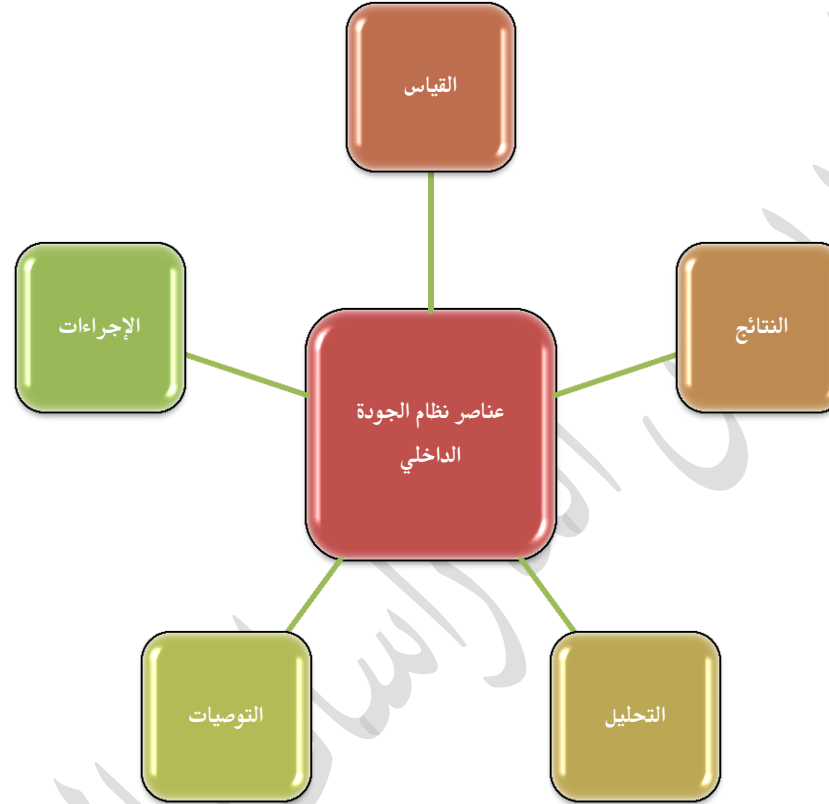 القياس
النتائج
الإجراءات
عناصر نظام الجودة
الداخلي
التوصيات
التحليل